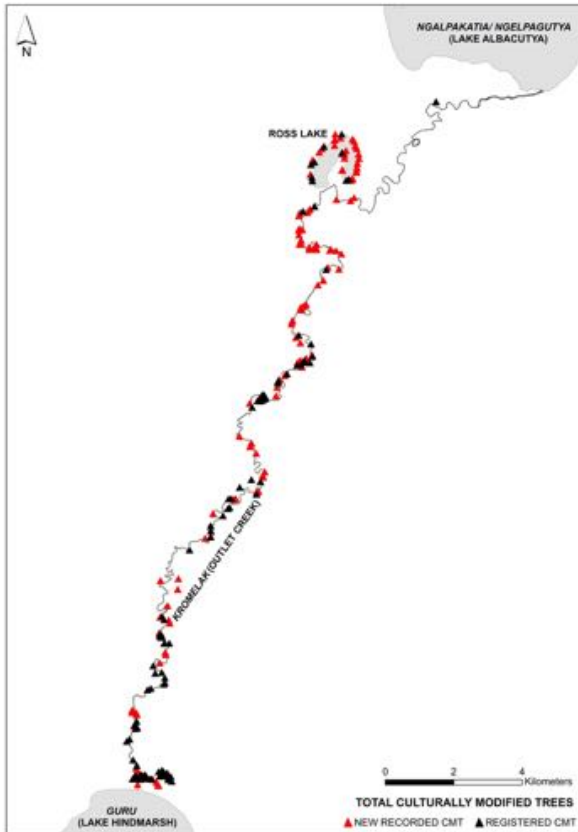 NGALPAKATIA/ NGELPAGUTYA
(LAKE ALBACUTYA)
N
ROSS LAKE
KROMELAK (OUTLET CREEK)
0 2 4
Kilometers
TOTAL CULTURALLY MODIFIED TREES
NEW RECORDED CMT REGISTERED CMT
GURU
(LAKE HINDMARSH)